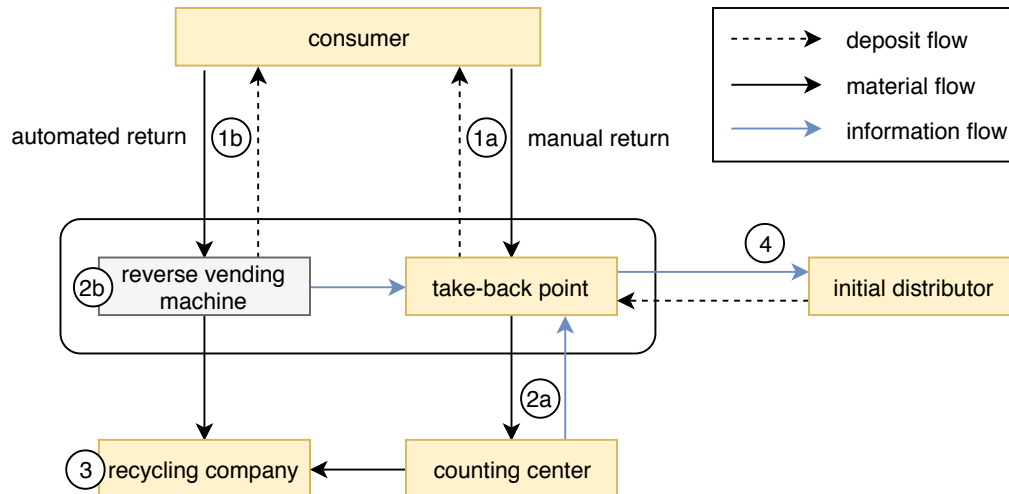 consumer
deposit flow
material flow
information flow
automated return
1b
1a
manual return
4
2b
reverse vending
machine
take-back point
initial distributor
2a
3
recycling company
counting center